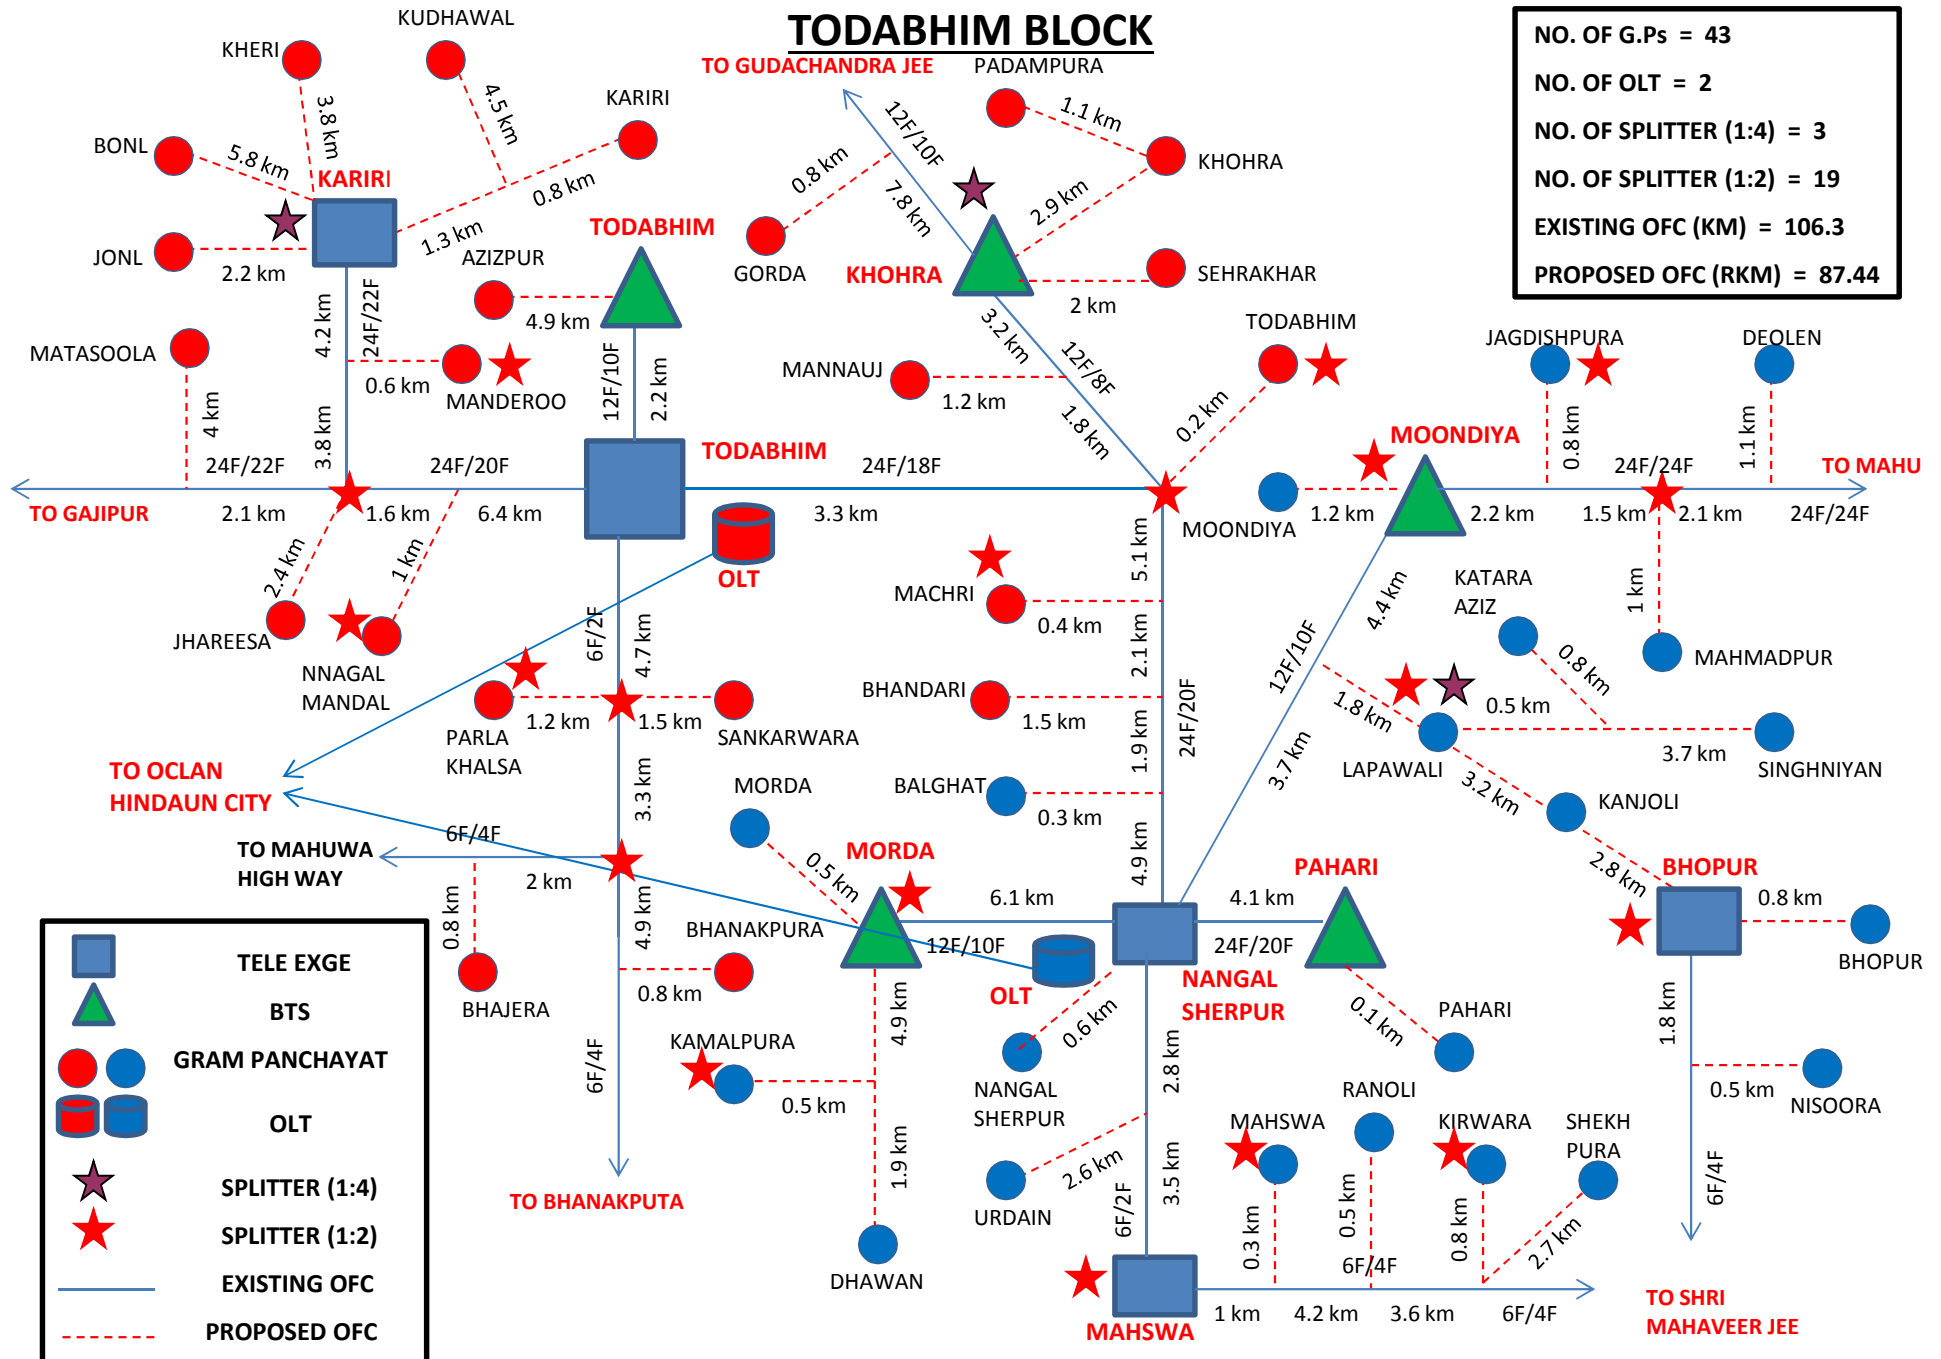 TODABHIM BLOCK
NO. OF G.Ps = 43
NO. OF OLT = 2
NO. OF SPLITTER (1:4) = 3
NO. OF SPLITTER (1:2) = 19
EXISTING OFC (KM) = 106.3
PROPOSED OFC (RKM) = 87.44
KUDHAWAL
KHERI
3.8 km
4.5 km
KARIRI
BONL
5.8 km
KARIRI
0.8 km
1.3 km
JONL
2.2 km
4.2 km
24F/22F
AZIZPUR
4.9 km
TODABHIM
12F/10F
2.2 km
MATASOOLA
4 km
0.6 km
MANDEROO
3.8 km
24F/22F
24F/20F
TO GAJIPUR
2.1 km
1.6 km
6.4 km
TODABHIM
24F/18F
3.3 km
OLT
2.4 km
1 km
JHAREESA
NNAGAL
MANDAL
TO GUDACHANDRA JEE
PADAMPURA
12F/10F
1.1 km
KHOHRA
0.8 km
7.8 km
2.9 km
GORDA
KHOHRA
SEHRAKHAR
2 km
3.2 km
12F/8F
TODABHIM
MANNAUJ
1.2 km
1.8 km
0.2 km
JAGDISHPURA
DEOLEN
0.8 km
1.1 km
MOONDIYA
24F/24F
TO MAHU
MOONDIYA
1.2 km
2.2 km
1.5 km
2.1 km
24F/24F
5.1 km
MACHRI
0.4 km
2.1 km
4.4 km
KATARA
AZIZ
1 km
MAHMADPUR
6F/2F
4.7 km
PARLA
KHALSA
1.2 km
1.5 km
SANKARWARA
BHANDARI
1.5 km
24F/20F
1.9 km
12F/10F
3.7 km
1.8 km
0.8 km
0.5 km
3.7 km
LAPAWALI
SINGHNIYAN
TO OCLAN
HINDAUN CITY
3.3 km
MORDA
BALGHAT
0.3 km
3.2 km
KANJOLI
6F/4F
TO MAHUWA
HIGH WAY
2 km
0.5 km
MORDA
4.9 km
PAHARI
2.8 km
BHOPUR
0.8 km
BHOPUR
0.8 km
4.9 km
BHANAKPURA
6.1 km
4.1 km
12F/10F
24F/20F
BHAJERA
0.8 km
OLT
NANGAL
SHERPUR
KAMALPURA
4.9 km
0.5 km
6F/4F
0.6 km
NANGAL
SHERPUR
2.8 km
0.1 km
PAHARI
1.8 km
0.5 km
NISOORA
TO BHANAKPUTA
1.9 km
DHAWAN
2.6 km
URDAIN
6F/2F
3.5 km
MAHSWA
RANOLI
KIRWARA
SHEKH
PURA
0.3 km
0.5 km
0.8 km
2.7 km
6F/4F
6F/4F
MAHSWA
1 km
4.2 km
3.6 km
6F/4F
TO SHRI
MAHAVEER JEE
TELE EXGE
BTS
GRAM PANCHAYAT
OLT
SPLITTER (1:4)
SPLITTER (1:2)
EXISTING OFC
PROPOSED OFC